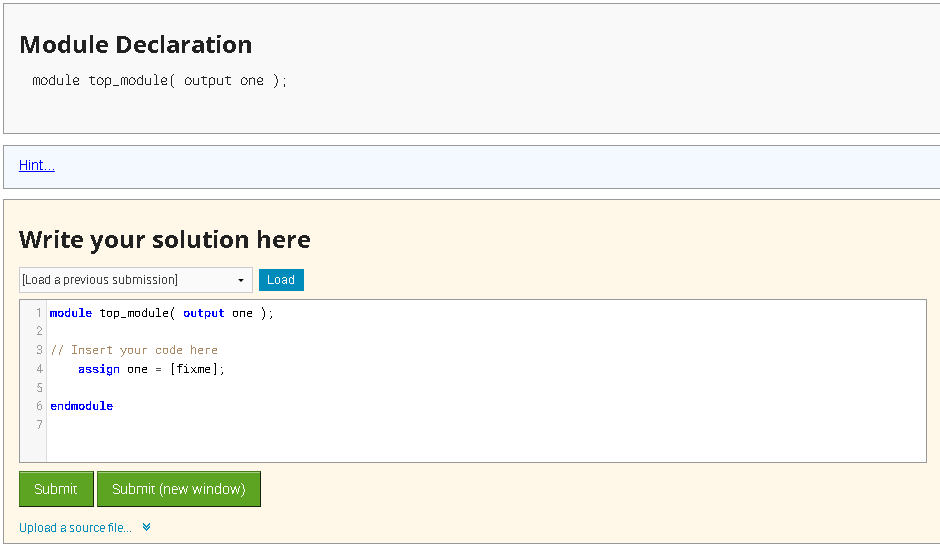 Module Declaration
module top_module( output one );
Hint...
Write your solution here
[Load a previous submission]
Load
1 module top_module( output one );
2
3 // Insert your code here
4     assign one = [fixme];
5
6 endmodule
7
Submit
Submit (new window)
Upload a source file...